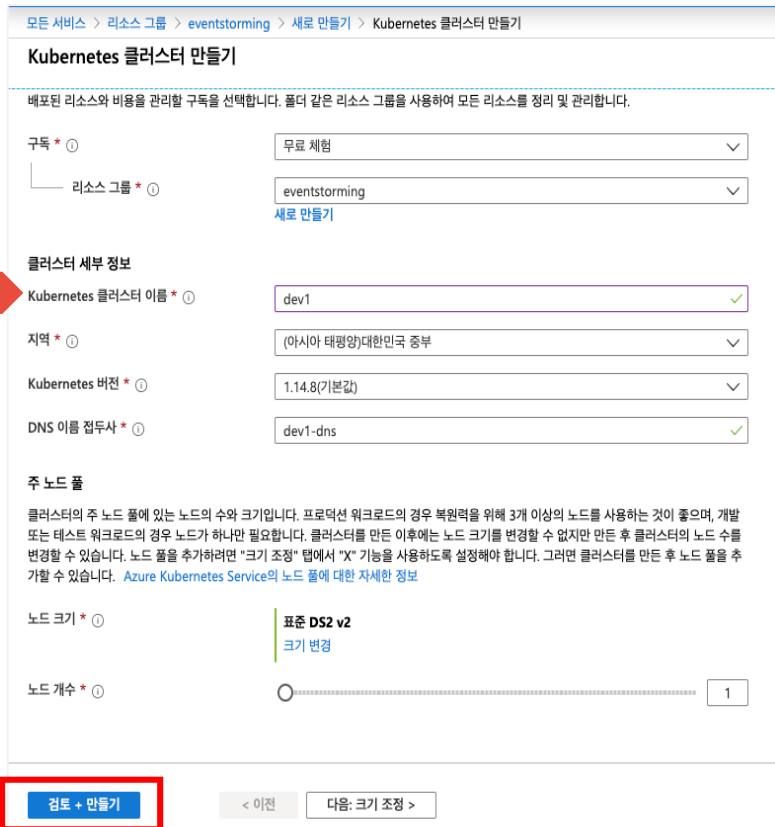 모든 서비스 > 리소스 그룹 > eventstorming > 새로 만들기 > Kubernetes 클러스터 만들기
Kubernetes 클러스터 만들기
배포된 리소스와 비용을 관리할 구독을 선택합니다. 폴더 같은 리소스 그룹을 사용하여 모든 리소스를 정리 및 관리합니다.
구독 * 무료 체험
리소스 그룹 * eventstorming
새로 만들기
클러스터 세부 정보
Kubernetes 클러스터 이름 * dev1
지역 * (아시아 태평양)대한민국 중부
Kubernetes 버전 * 1.14.8(기본값)
DNS 이름 접두사 * dev1-dns
주 노드 풀
클러스터의 주 노드 풀에 있는 노드의 수와 크기입니다. 프로덕션 워크로드의 경우 복원력을 위해 3개 이상의 노드를 사용하는 것이 좋으며, 개발
또는 테스트 워크로드의 경우 노드가 하나만 필요합니다. 클러스터를 만든 이후에는 노드 크기를 변경할 수 없지만 만든 후 클러스터의 노드 수를
변경할 수 있습니다. 노드 풀을 추가하려면 "크기 조정" 탭에서 "X" 기능을 사용하도록 설정해야 합니다. 그러면 클러스터를 만든 후 노드 풀을 추
가할 수 있습니다. Azure Kubernetes Service의 노드 풀에 대한 자세한 정보
노드 크기 * 표준 DS2 v2
크기 변경
노드 개수 * 1
검토 + 만들기 < 이전 다음: 크기 조정 >